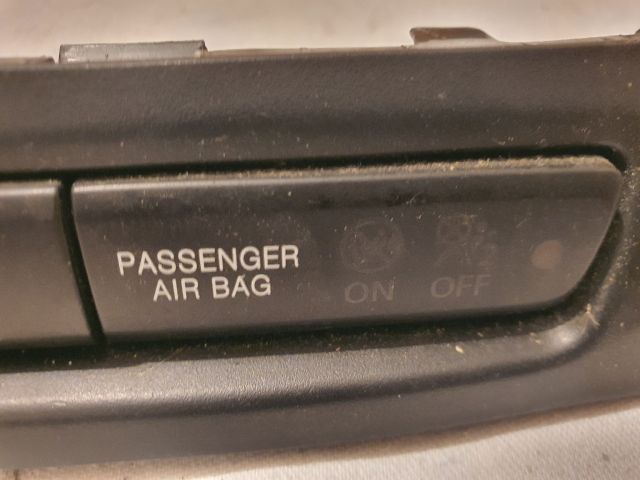 PASSENGER
AIR BAG
ON OFF